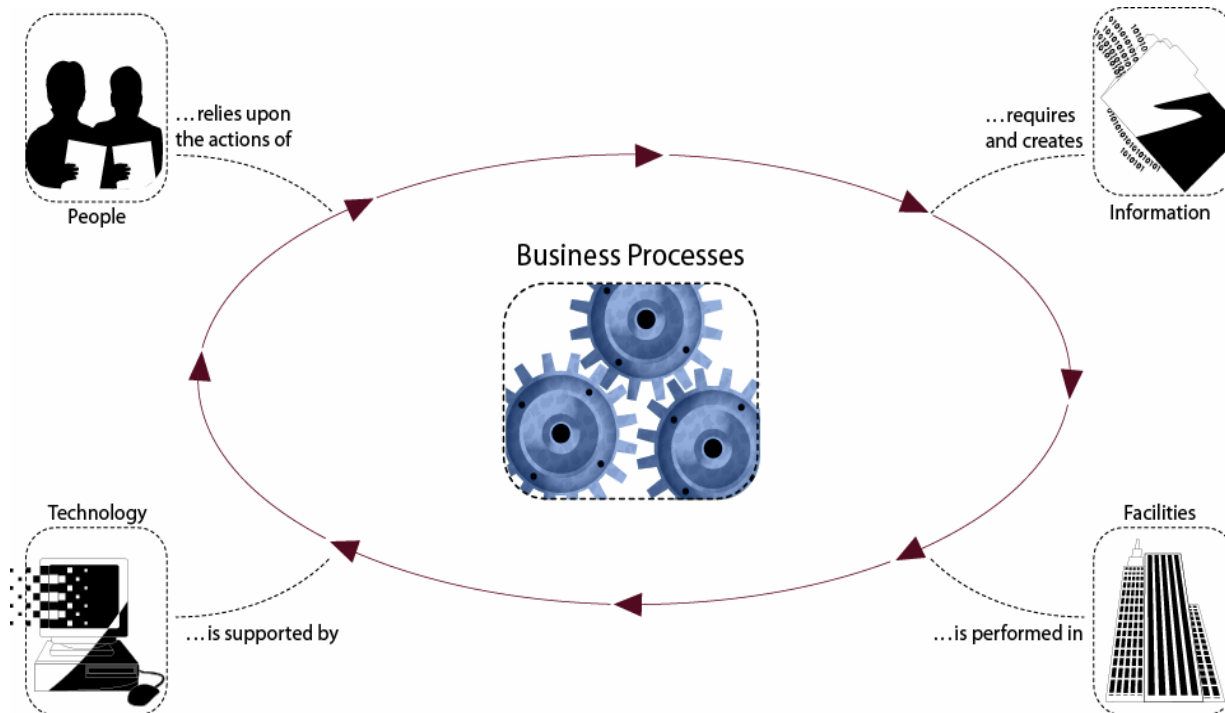 …relies upon
the actions of
People
…requires
and creates
Information
Business Processes
Technology
…is supported by
Facilities
…is performed in